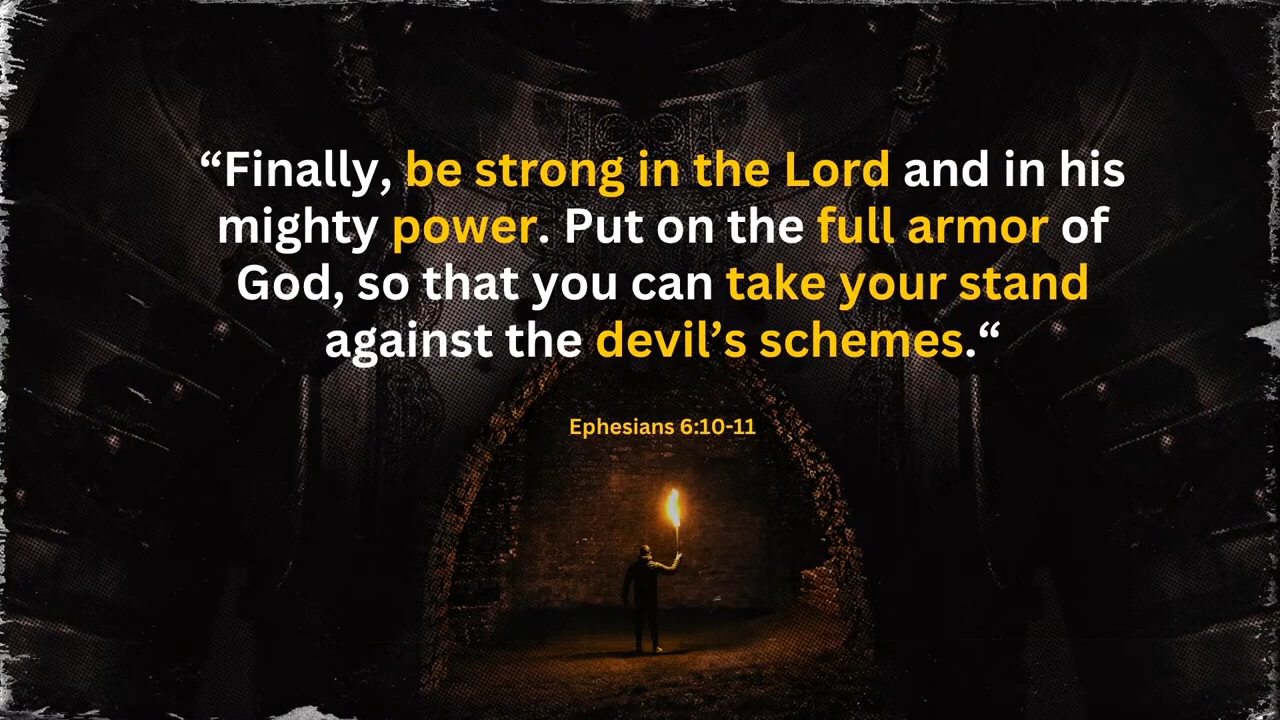 “Finally, be strong in the Lord and in his
mighty power. Put on the full armor of
God, so that you can take your stand
against the devil’s schemes.“
Ephesians 6:10-11